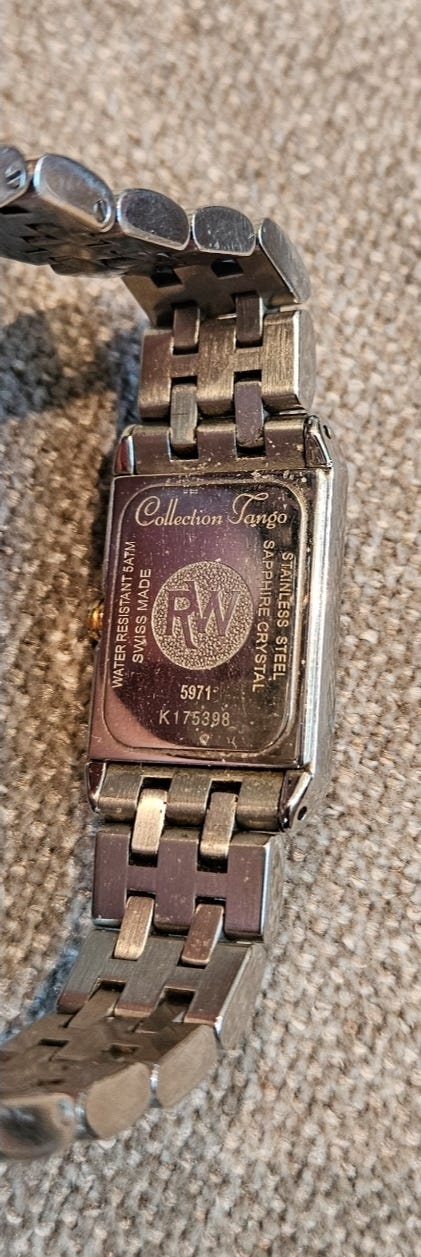 Collection Tango
WATER RESISTANT 5ATM
SWISS MADE
RW
STAINLESS STEEL
SAPPHIRE CRYSTAL
5971
K175398